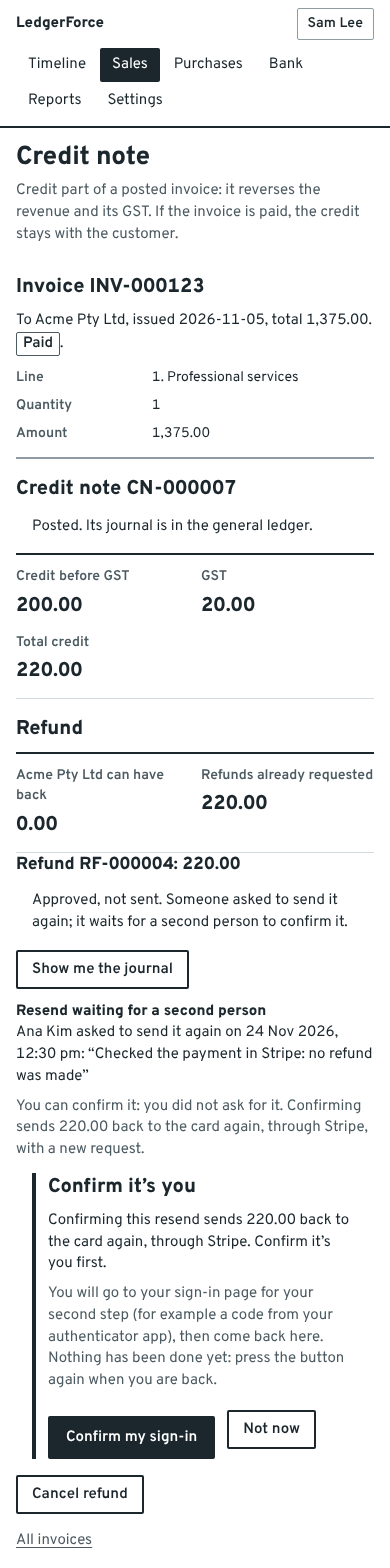 LedgerForce
Sam Lee
Timeline Sales Purchases Bank
Reports Settings
Credit note
Credit part of a posted invoice: it reverses the
revenue and its GST. If the invoice is paid, the credit
stays with the customer.
Invoice INV-000123
To Acme Pty Ltd, issued 2026-11-05, total 1,375.00.
Paid.
Line 1. Professional services
Quantity 1
Amount 1,375.00
Credit note CN-000007
Posted. Its journal is in the general ledger.
Credit before GST GST
200.00 20.00
Total credit
220.00
Refund
Acme Pty Ltd can have
back
0.00
Refunds already requested
220.00
Refund RF-000004: 220.00
Approved, not sent. Someone asked to send it
again; it waits for a second person to confirm it.
Show me the journal
Resend waiting for a second person
Ana Kim asked to send it again on 24 Nov 2026,
12:30 pm: “Checked the payment in Stripe: no refund
was made”
You can confirm it: you did not ask for it. Confirming
sends 220.00 back to the card again, through Stripe,
with a new request.
Confirm it’s you
Confirming this resend sends 220.00 back to
the card again, through Stripe. Confirm it’s
you first.
You will go to your sign-in page for your
second step (for example a code from your
authenticator app), then come back here.
Nothing has been done yet: press the button
again when you are back.
Confirm my sign-in Not now
Cancel refund
All invoices